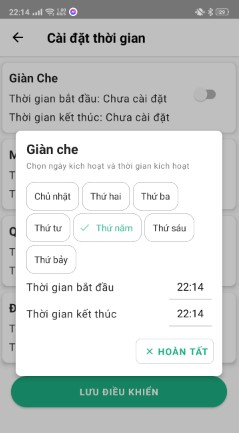 22:14
Cài đặt thời gian
Giàn Che
Thời gian bắt đầu: Chưa cài đặt
Thời gian kết thúc: Chưa cài đặt
Giàn che
Chọn ngày kích hoạt và thời gian kích hoạt
Chủ nhật Thứ hai Thứ ba
Thứ tư Thứ năm Thứ sáu
Thứ bảy
Thời gian bắt đầu 22:14
Thời gian kết thúc 22:14
HOÀN TẤT
LƯU ĐIỀU KHIỂN